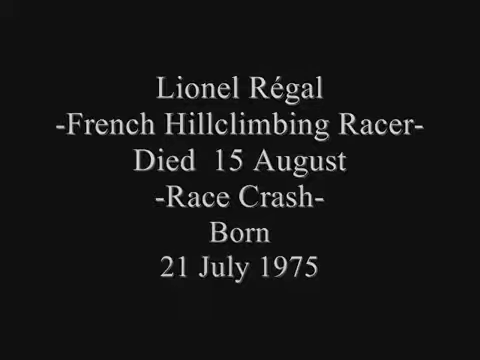 Lionel Régal
-French Hillclimbing Racer-
Died  15 August
-Race Crash-
Born
21 July 1975